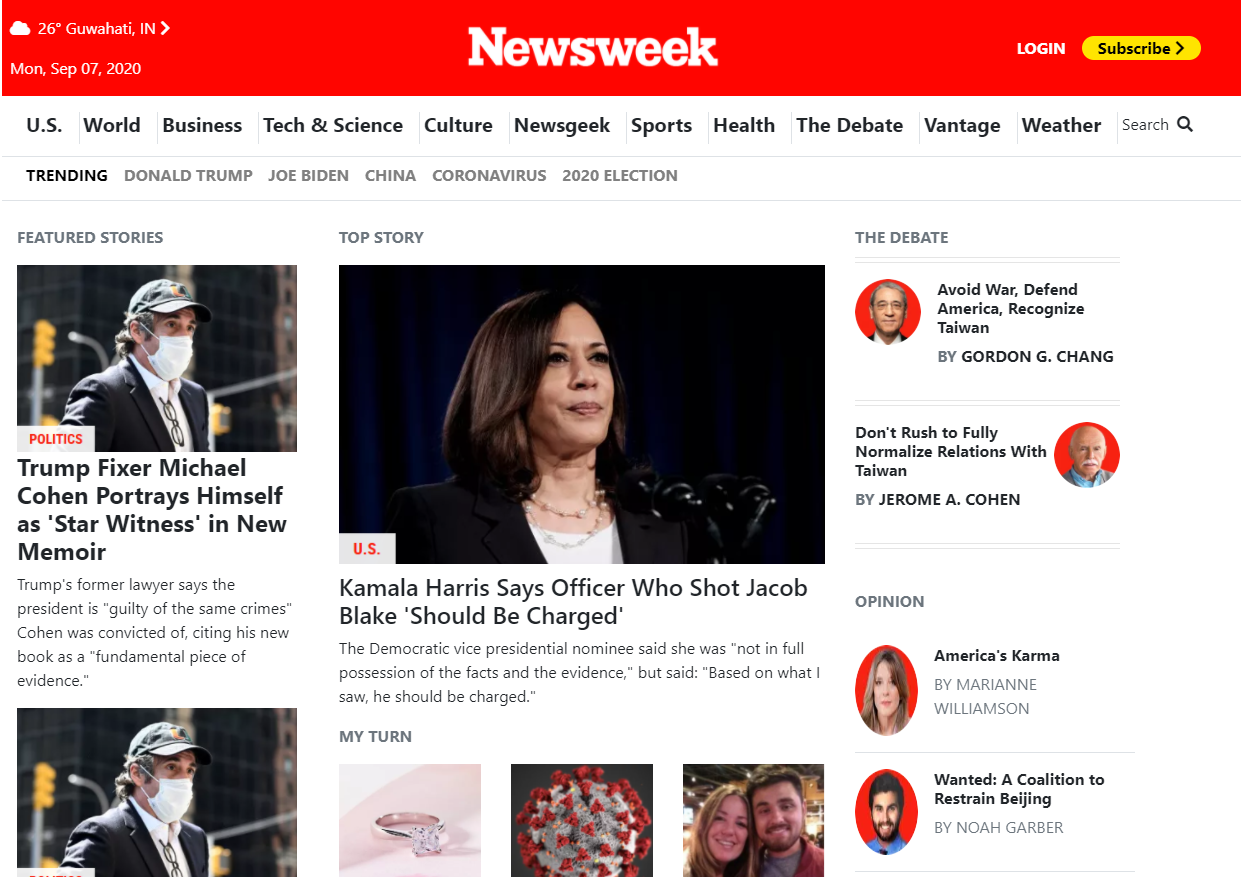 26° Guwahati, IN
Mon, Sep 07, 2020
Newsweek
LOGIN
Subscribe
U.S. World Business Tech & Science Culture Newsgeek Sports Health The Debate Vantage Weather Search
TRENDING DONALD TRUMP JOE BIDEN CHINA CORONAVIRUS 2020 ELECTION
FEATURED STORIES
POLITICS
Trump Fixer Michael
Cohen Portrays Himself
as 'Star Witness' in New
Memoir
Trump's former lawyer says the
president is "guilty of the same crimes"
Cohen was convicted of, citing his new
book as a "fundamental piece of
evidence."
POLITICS
TOP STORY
U.S.
Kamala Harris Says Officer Who Shot Jacob
Blake 'Should Be Charged'
The Democratic vice presidential nominee said she was "not in full
possession of the facts and the evidence," but said: "Based on what I
saw, he should be charged."
MY TURN
THE DEBATE
Avoid War, Defend
America, Recognize
Taiwan
BY GORDON G. CHANG
Don't Rush to Fully
Normalize Relations With
Taiwan
BY JEROME A. COHEN
OPINION
America's Karma
BY MARIANNE
WILLIAMSON
Wanted: A Coalition to
Restrain Beijing
BY NOAH GARBER